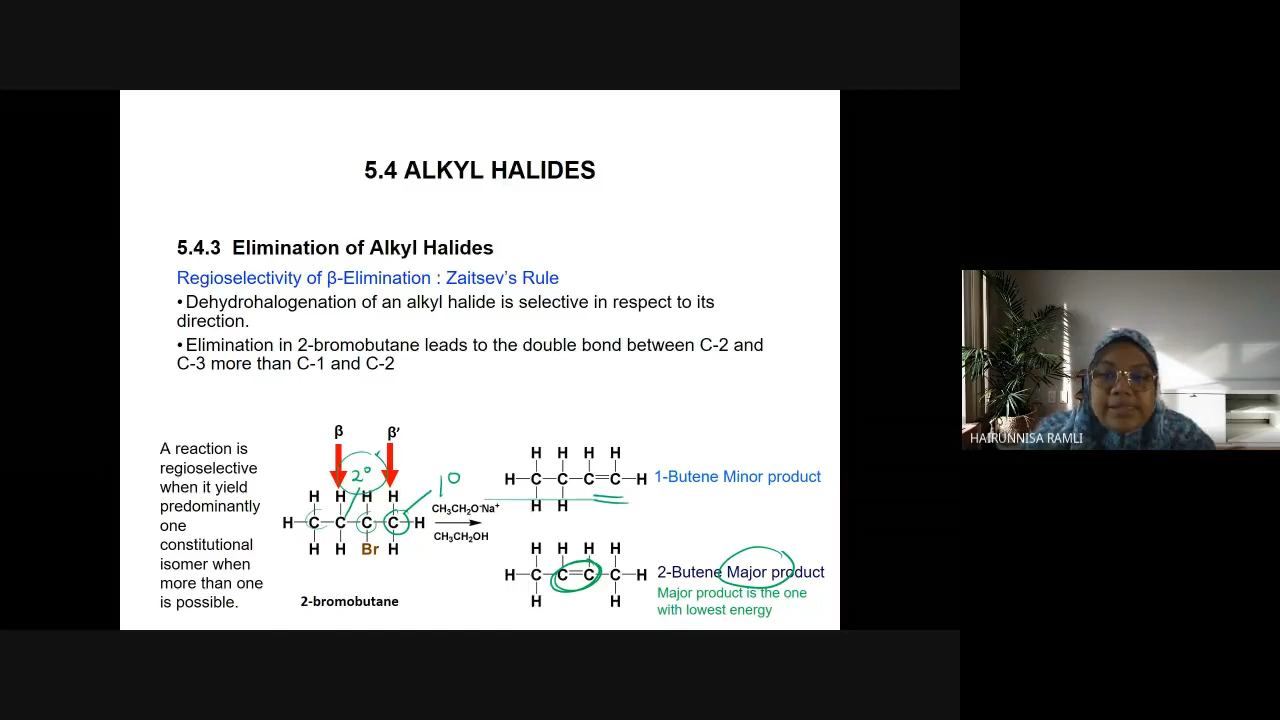 5.4 ALKYL HALIDES
5.4.3 Elimination of Alkyl Halides
Regioselectivity of β-Elimination : Zaitsev's Rule
•Dehydrohalogenation of an alkyl halide is selective in respect to its
direction.
•Elimination in 2-bromobutane leads to the double bond between C-2 and
C-3 more than C-1 and C-2
A reaction is
regioselective
when it yield
predominantly
one
constitutional
isomer when
more than one
is possible.
β β'
2° 1°
H H H H
H-C-C-C-C-H
H H Br H
2-bromobutane
CH3CH2O-Na+
CH3CH2OH
H H H H
H-C-C-C=C-H
H H
1-Butene Minor product
H H H H
H-C-C=C-C-H
H H
2-Butene Major product
Major product is the one
with lowest energy
HAIRUNNISA RAMLI